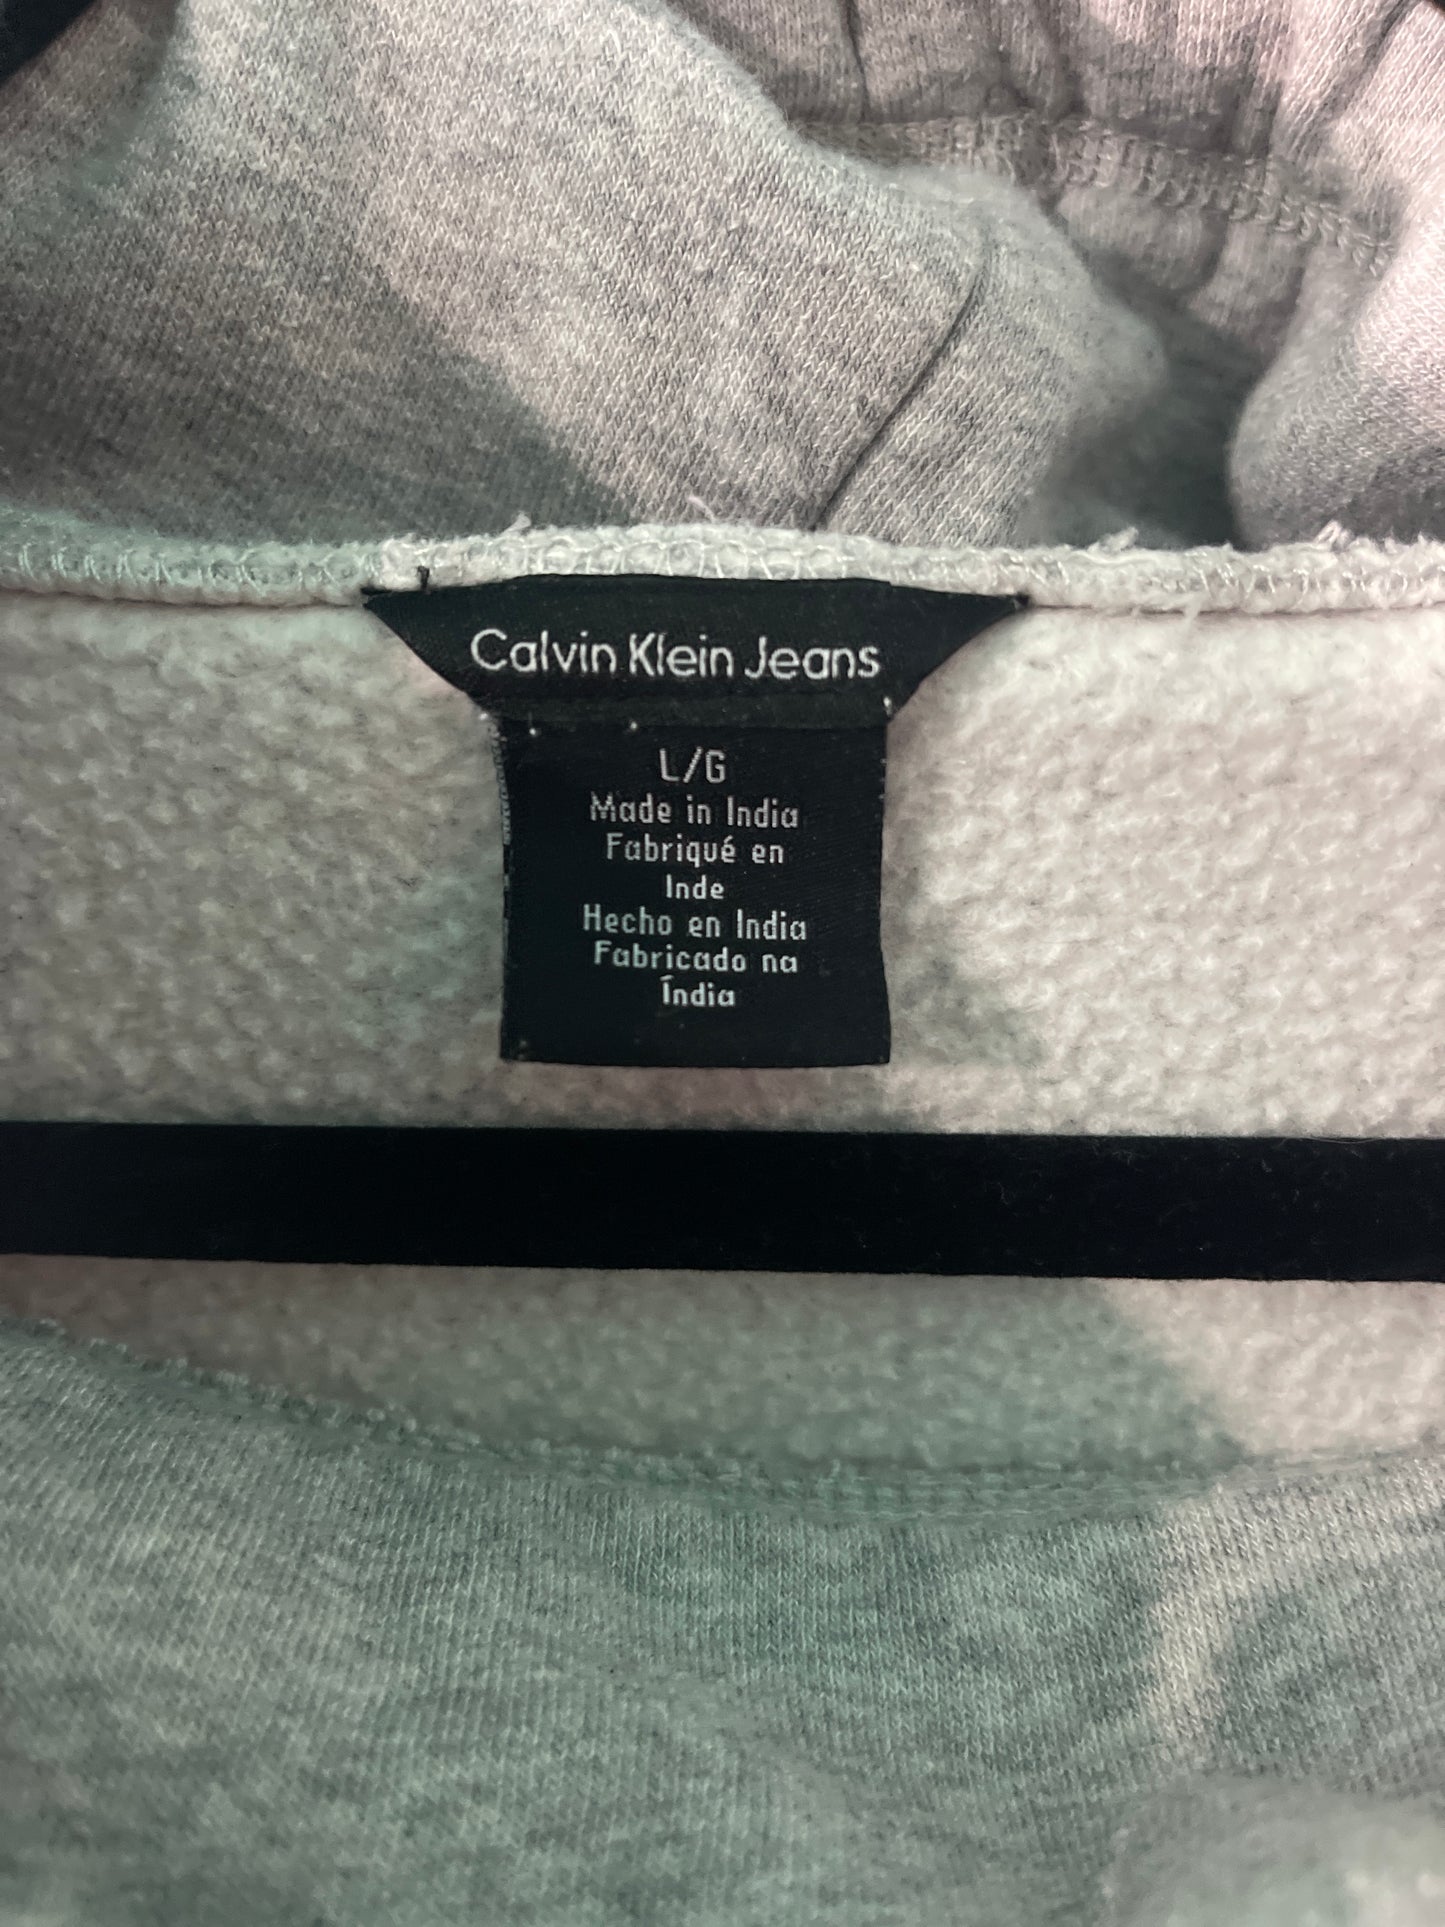 Calvin Klein Jeans
L/G
Made in India
Fabriqué en
Inde
Hecho en India
Fabricado na
Índia